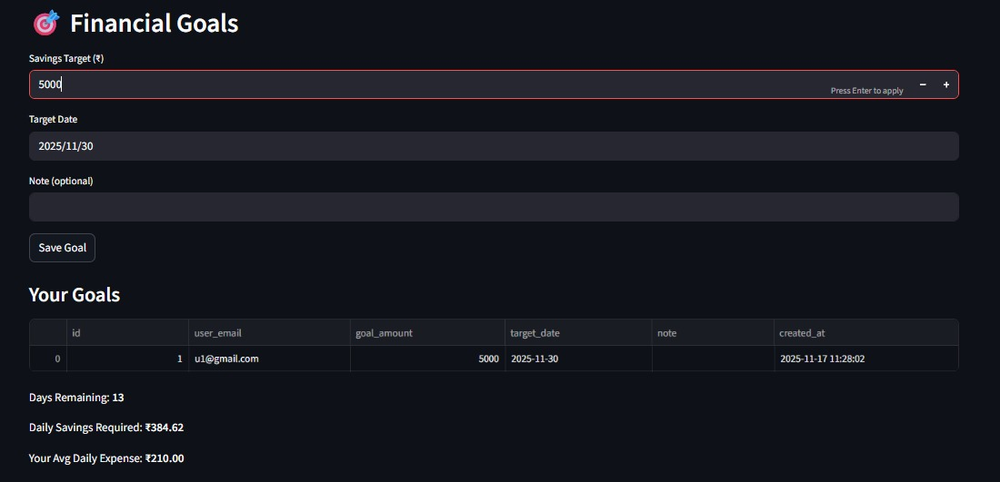 Financial Goals
Savings Target (₹)
5000
Press Enter to apply
− +
Target Date
2025/11/30
Note (optional)
Save Goal
Your Goals
id user_email goal_amount target_date note created_at
0 1 u1@gmail.com 5000 2025-11-30 2025-11-17 11:28:02
Days Remaining: 13
Daily Savings Required: ₹384.62
Your Avg Daily Expense: ₹210.00